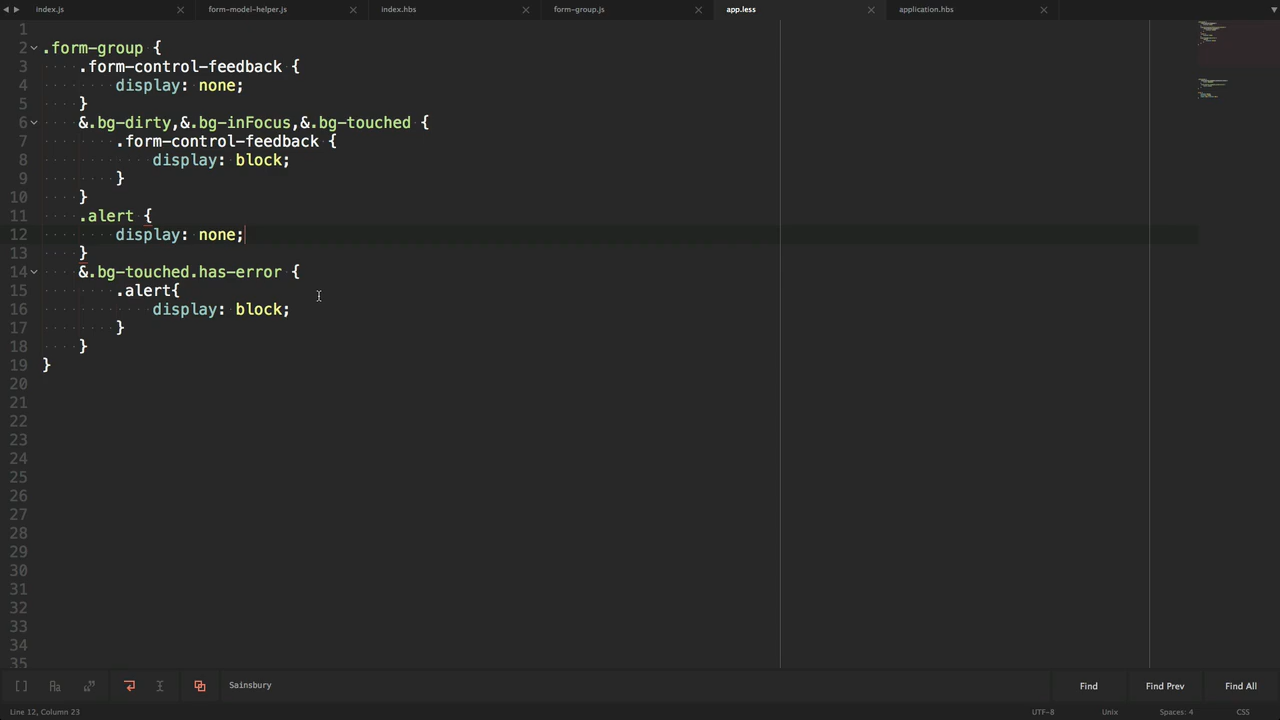 index.js form-model-helper.js index.hbs form-group.js app.less application.hbs
1
2 .form-group {
3 .form-control-feedback {
4 display: none;
5 }
6 &.bg-dirty,&.bg-inFocus,&.bg-touched {
7 .form-control-feedback {
8 display: block;
9 }
10 }
11 .alert {
12 display: none;
13 }
14 &.bg-touched.has-error {
15 .alert{
16 display: block;
17 }
18 }
19 }
20
21
22
23
24
25
26
27
28
29
30
31
32
33
34
35
Sainsbury Find Find Prev Find All
Line 12, Column 23 UTF-8 Unix Spaces: 4 CSS